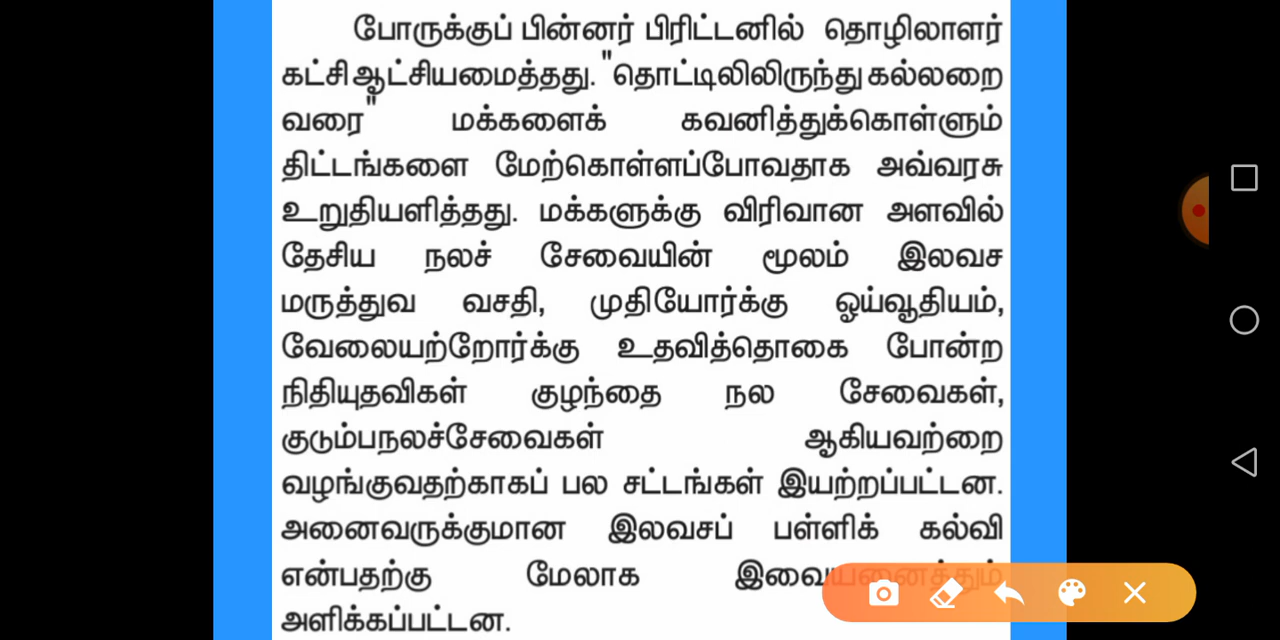 போருக்குப் பின்னர் பிரிட்டனில் தொழிலாளர்
கட்சி ஆட்சியமைத்தது. "தொட்டிலிலிருந்து கல்லறை
வரை" மக்களைக் கவனித்துக்கொள்ளும்
திட்டங்களை மேற்கொள்ளப்போவதாக அவ்வரசு
உறுதியளித்தது. மக்களுக்கு விரிவான அளவில்
தேசிய நலச் சேவையின் மூலம் இலவச
மருத்துவ வசதி, முதியோர்க்கு ஓய்வூதியம்,
வேலையற்றோர்க்கு உதவித்தொகை போன்ற
நிதியுதவிகள் குழந்தை நல சேவைகள்,
குடும்பநலச்சேவைகள் ஆகியவற்றை
வழங்குவதற்காகப் பல சட்டங்கள் இயற்றப்பட்டன.
அனைவருக்குமான இலவசப் பள்ளிக் கல்வி
என்பதற்கு மேலாக இவையனைத்தும்
அளிக்கப்பட்டன.